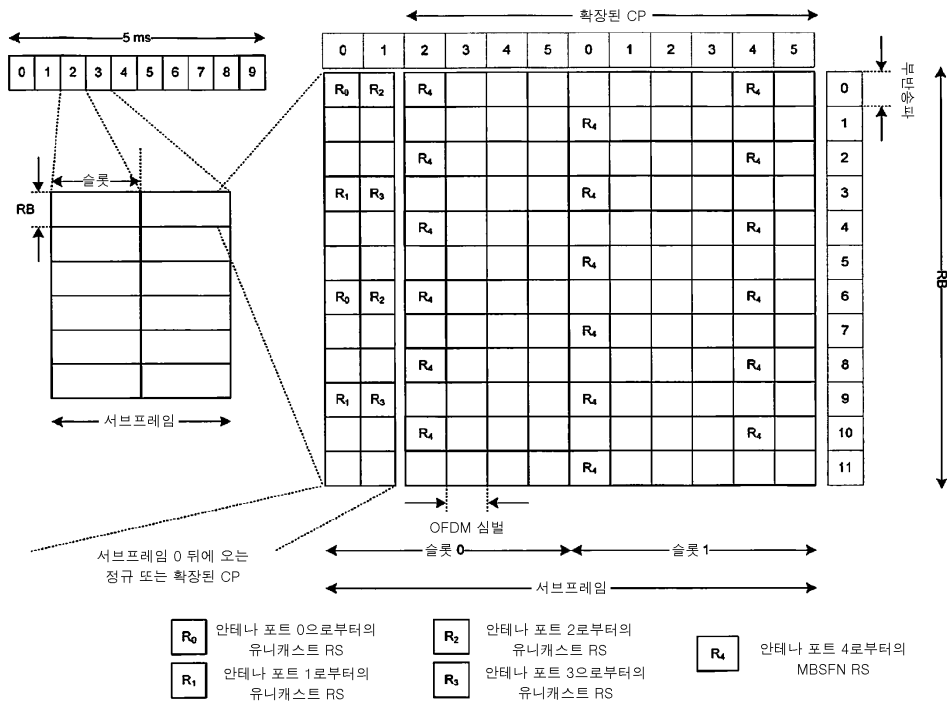 확장된 CP
5 ms
0 1 2 3 4 5 6 7 8 9
0 1 2 3 4 5 0 1 2 3 4 5
부반송파
R0 R2 R4 R4 0
R4 1
R4 R4 2
R1 R3 R4 3
R4 R4 4
R4 5
R0 R2 R4 R4 6
R4 7
R4 R4 8
R1 R3 R4 9
R4 R4 10
R4 11
RB
슬롯
RB
서브프레임
OFDM 심벌
서브프레임 0 뒤에 오는
정규 또는 확장된 CP
슬롯 0
슬롯 1
서브프레임
R0 안테나 포트 0으로부터의
유니캐스트 RS
R1 안테나 포트 1로부터의
유니캐스트 RS
R2 안테나 포트 2로부터의
유니캐스트 RS
R3 안테나 포트 3으로부터의
유니캐스트 RS
R4 안테나 포트 4로부터의
MBSFN RS